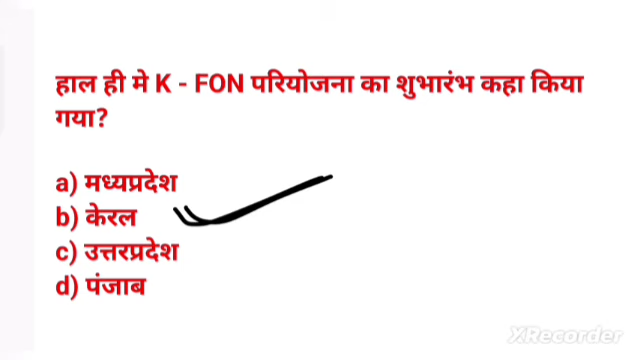 हाल ही मे K - FON परियोजना का शुभारंभ कहा किया
गया?
a) मध्यप्रदेश
b) केरल
c) उत्तरप्रदेश
d) पंजाब
XRecorder